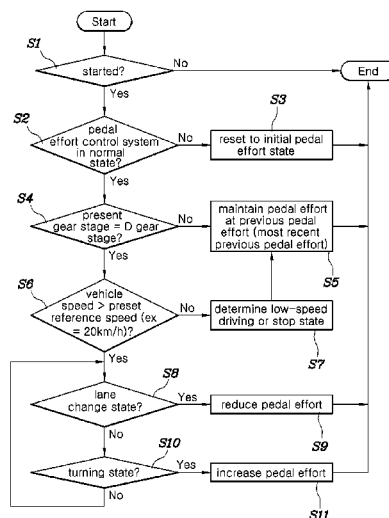 Start
S1
started?
No
End
Yes
S2
pedal
effort control system
in normal
state?
No
S3
reset to initial pedal
effort state
Yes
S4
present
gear stage = D gear
stage?
No
maintain pedal effort
at previous pedal
effort (most recent
previous pedal effort)
S5
Yes
S6
vehicle
speed > preset
reference speed (ex
= 20km/h)?
No
determine low-speed
driving or stop state
S7
Yes
S8
lane
change state?
Yes
reduce pedal effort
S9
No
S10
turning state?
Yes
increase pedal effort
S11
No